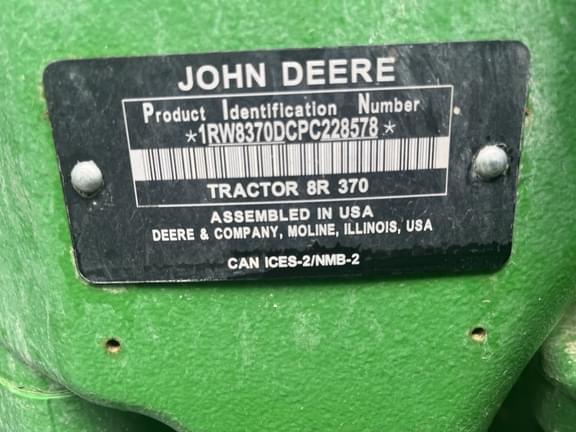 JOHN DEERE
Product Identification Number
*1RW8370DCPC228578*
TRACTOR 8R 370
ASSEMBLED IN USA
DEERE & COMPANY, MOLINE, ILLINOIS, USA
CAN ICES-2/NMB-2